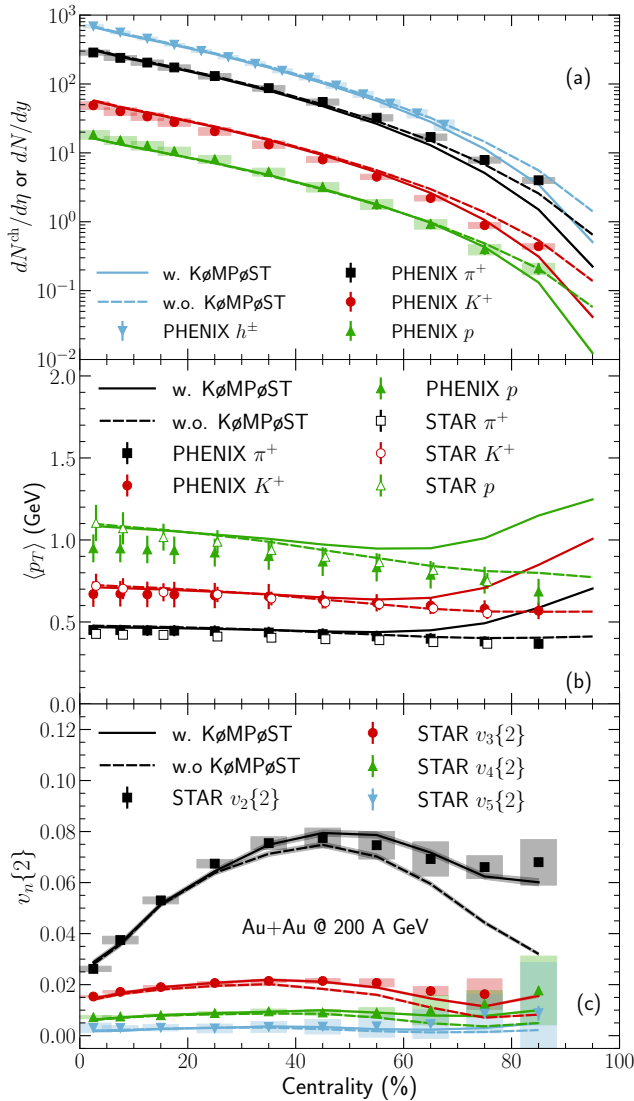 10³
10²
10¹
10⁰
10⁻¹
10⁻²
dNᶜʰ/dη or dN/dy
(a)
w. KøMPøST
w.o. KøMPøST
PHENIX h±
PHENIX π⁺
PHENIX K⁺
PHENIX p
2.0
1.5
1.0
0.5
0.0
⟨p_T⟩ (GeV)
w. KøMPøST
w.o. KøMPøST
PHENIX π⁺
PHENIX K⁺
PHENIX p
STAR π⁺
STAR K⁺
STAR p
(b)
0.12
0.10
0.08
0.06
0.04
0.02
0.00
vₙ{2}
w. KøMPøST
w.o KøMPøST
STAR v₂{2}
STAR v₃{2}
STAR v₄{2}
STAR v₅{2}
Au+Au @ 200 A GeV
(c)
0 20 40 60 80 100
Centrality (%)